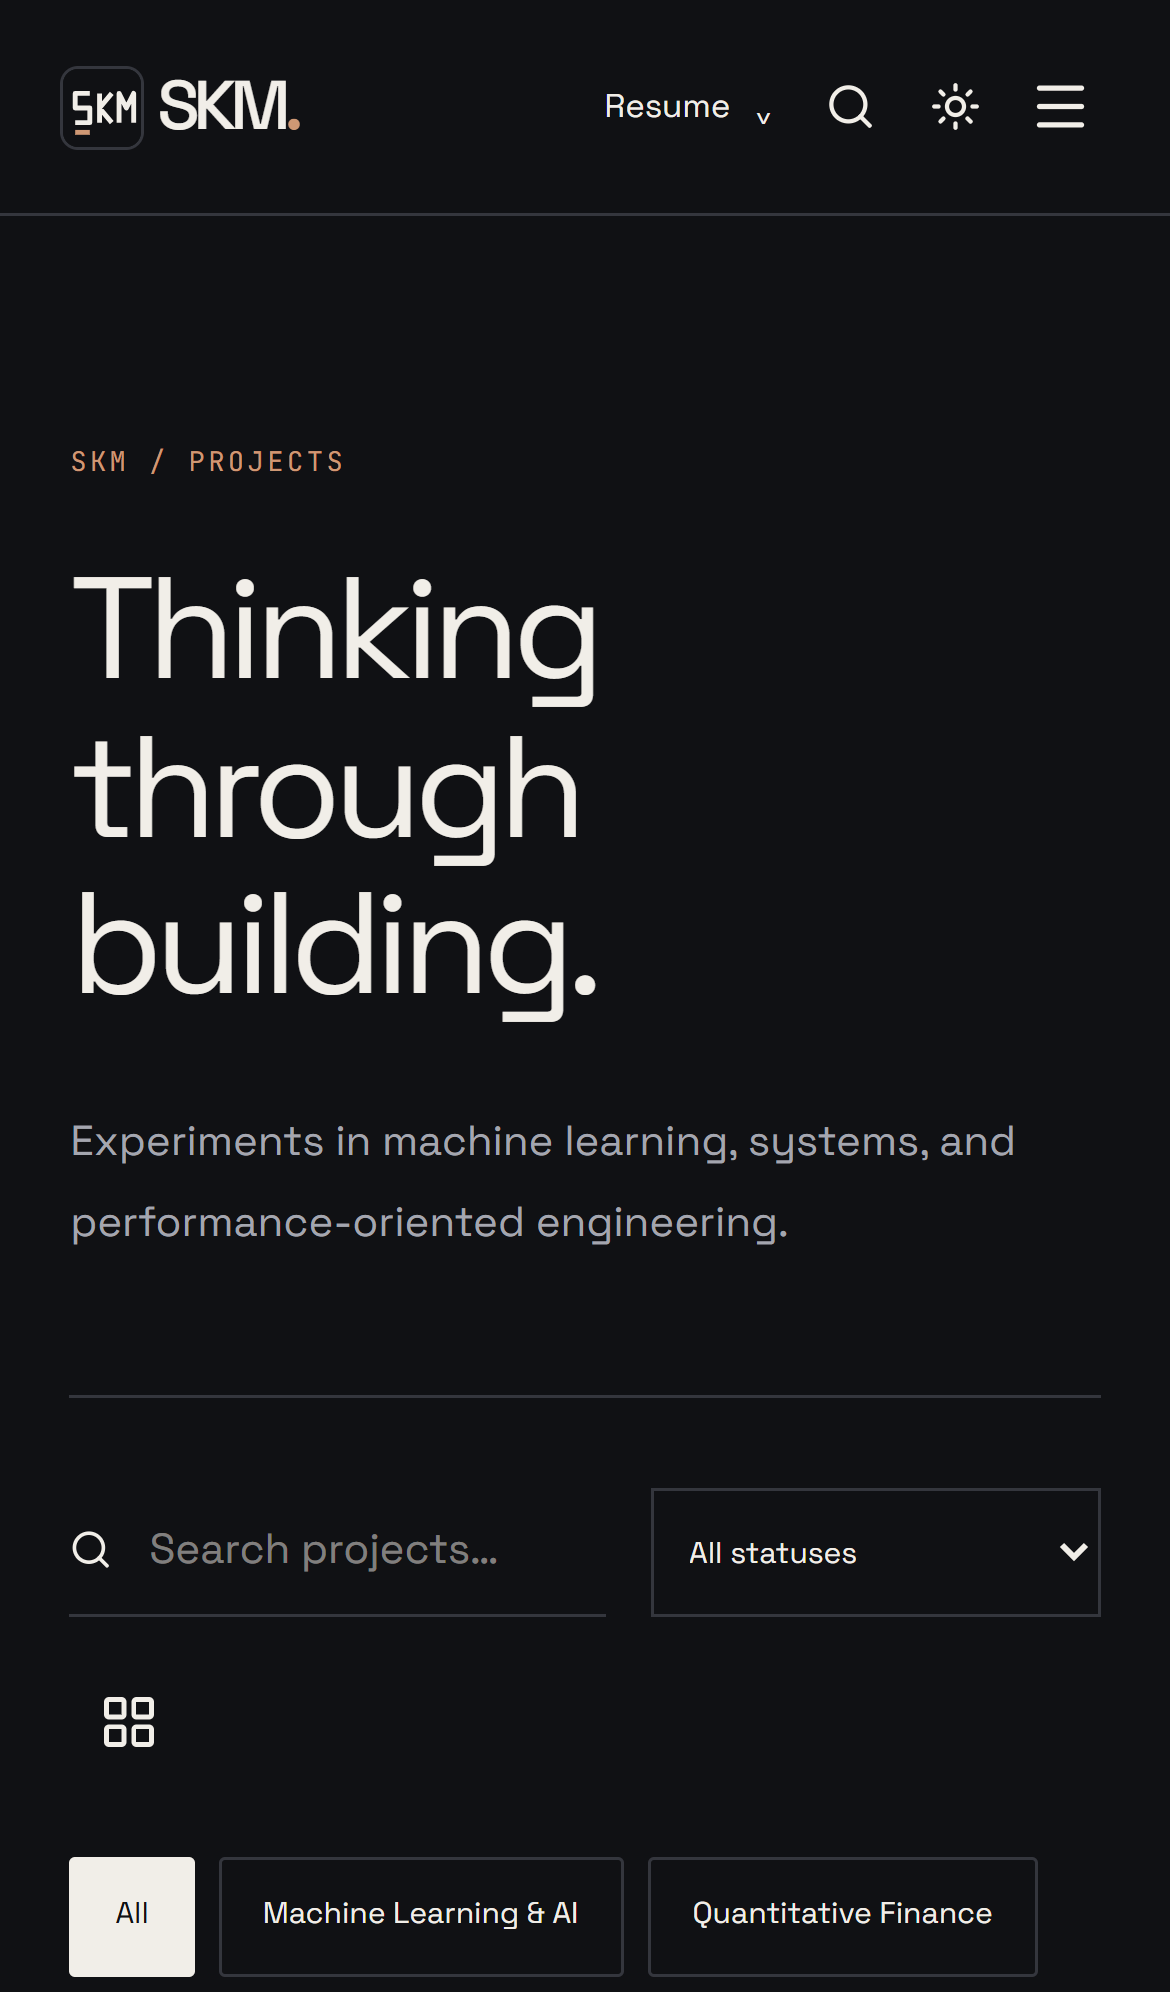 SKM SKM.
Resume v
SKM / PROJECTS
Thinking
through
building.
Experiments in machine learning, systems, and
performance-oriented engineering.
Search projects...
All statuses
All
Machine Learning & AI
Quantitative Finance